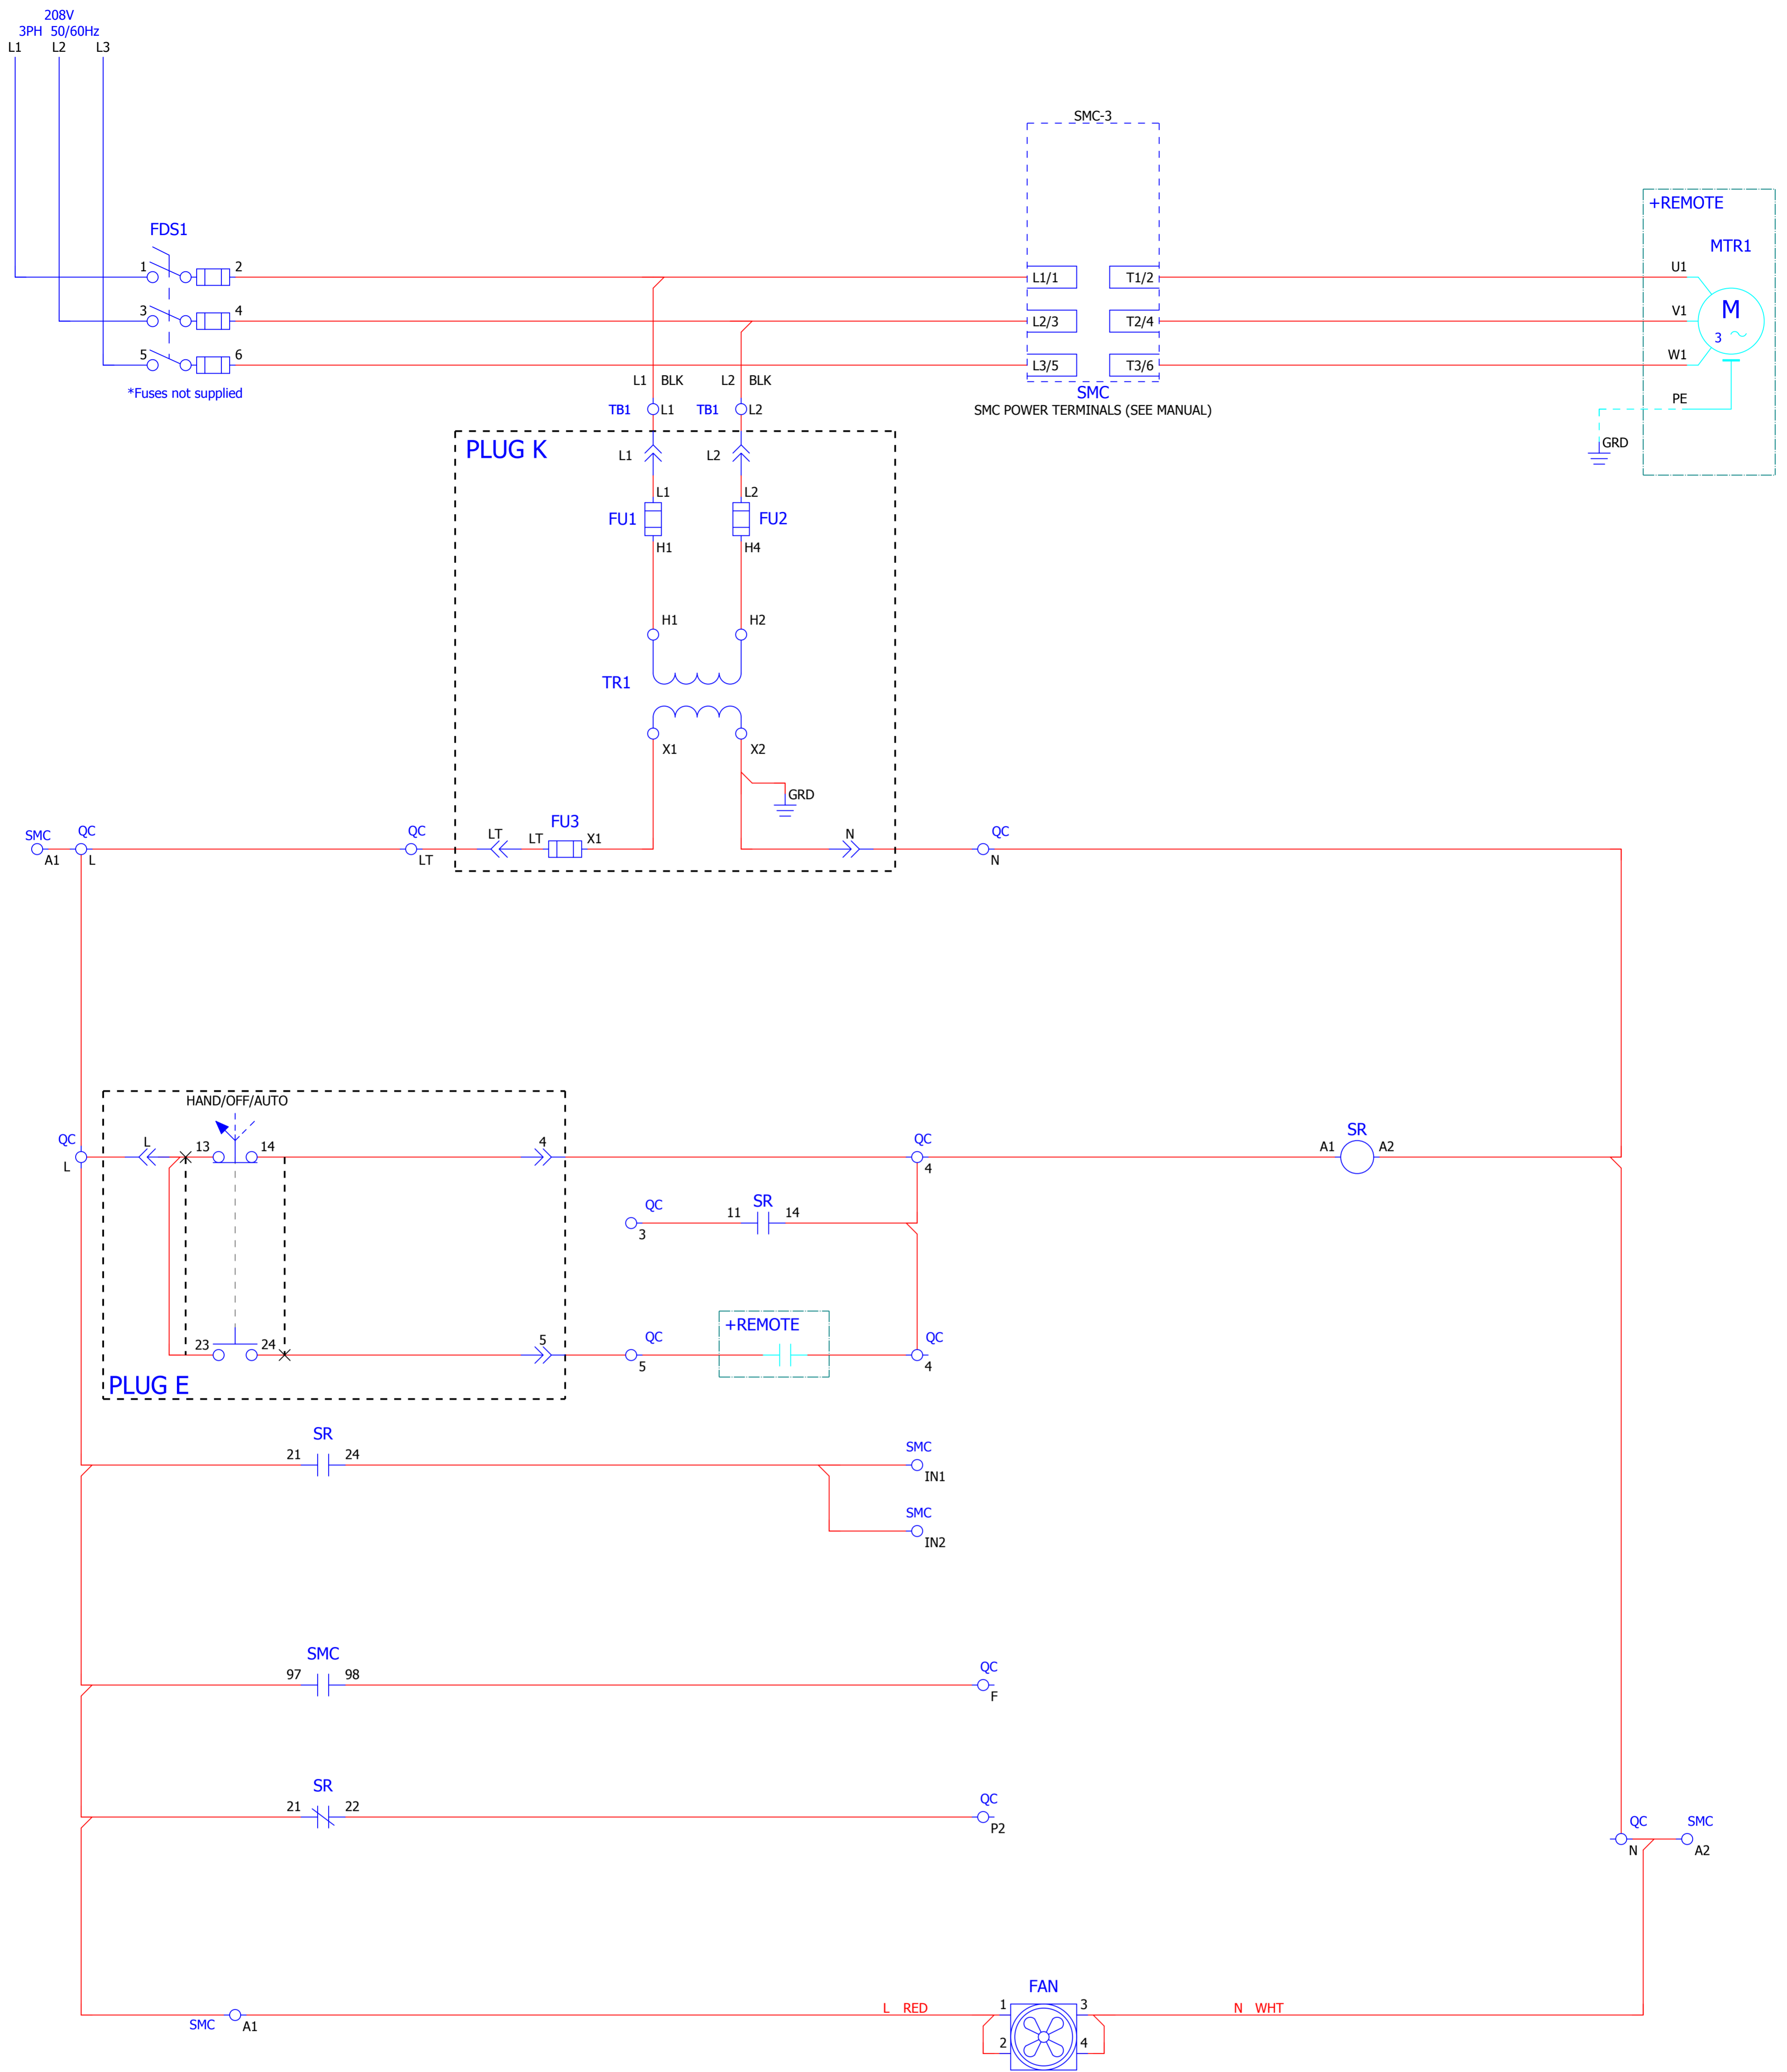 208V
3PH 50/60Hz
L1 L2 L3
SMC-3
+REMOTE
MTR1
FDS1
1 2
L1/1 T1/2
U1
3 4
L2/3 T2/4
V1
M
3
5 6
L3/5 T3/6
W1
*Fuses not supplied
L1 BLK L2 BLK
SMC
PE
TB1 L1 TB1 L2
SMC POWER TERMINALS (SEE MANUAL)
GRD
PLUG K
L1 L2
L1 L2
FU1 FU2
H1 H4
H1 H2
TR1
X1 X2
GRD
SMC QC QC LT FU3 N QC
LT X1
A1 L LT N
HAND/OFF/AUTO
QC L 13 14 4 QC SR
A1 A2
L 4
QC SR
11 14
3
+REMOTE
23 24 5 QC QC
5 4
PLUG E
SR
21 24
SMC
IN1
SMC
IN2
SMC
97 98
QC
F
SR
21 22
QC
P2
QC SMC
N A2
FAN
L RED 1 3 N WHT
SMC A1
2 4